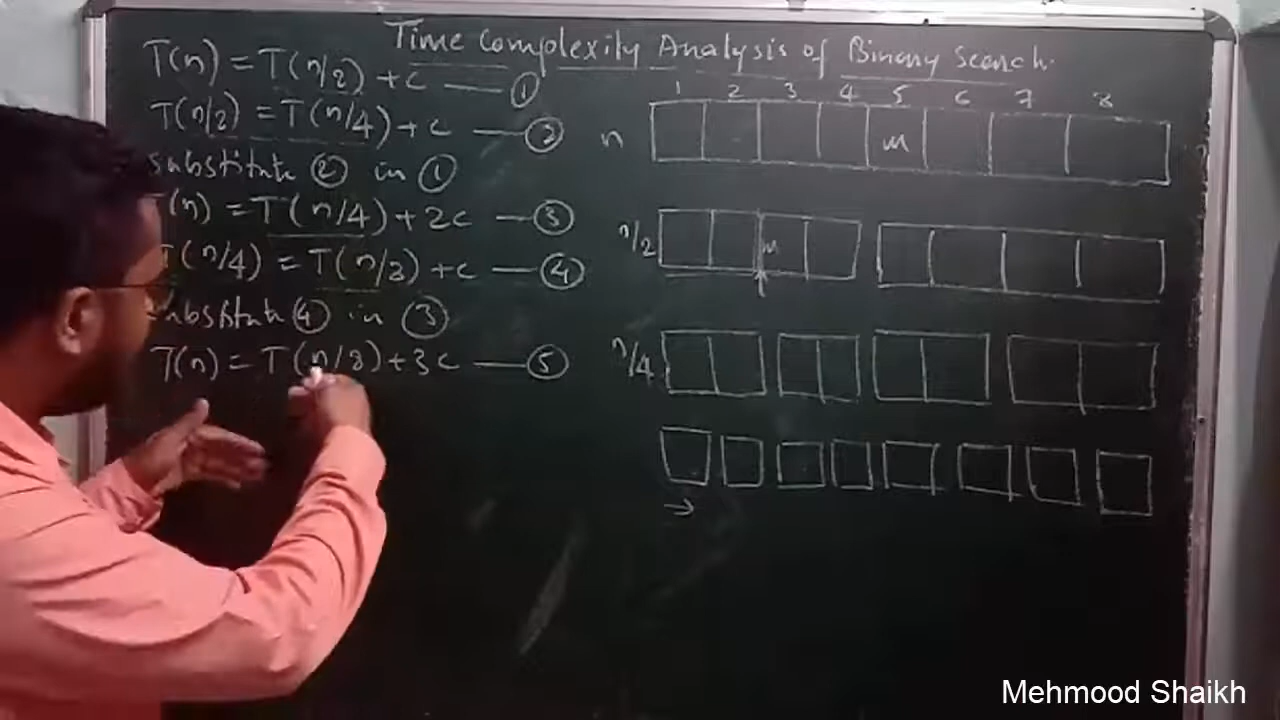 Time Complexity Analysis of Binary Search.
T(n) = T(n/2) + c — ①
T(n/2) = T(n/4) + c — ②
substitute ② in ①
T(n) = T(n/4) + 2c — ③
T(n/4) = T(n/8) + c — ④
substitute ④ in ③
T(n) = T(n/8) + 3c — ⑤
1 2 3 4 5 6 7 8
n m
n/2 m
n/4
→
Mehmood Shaikh